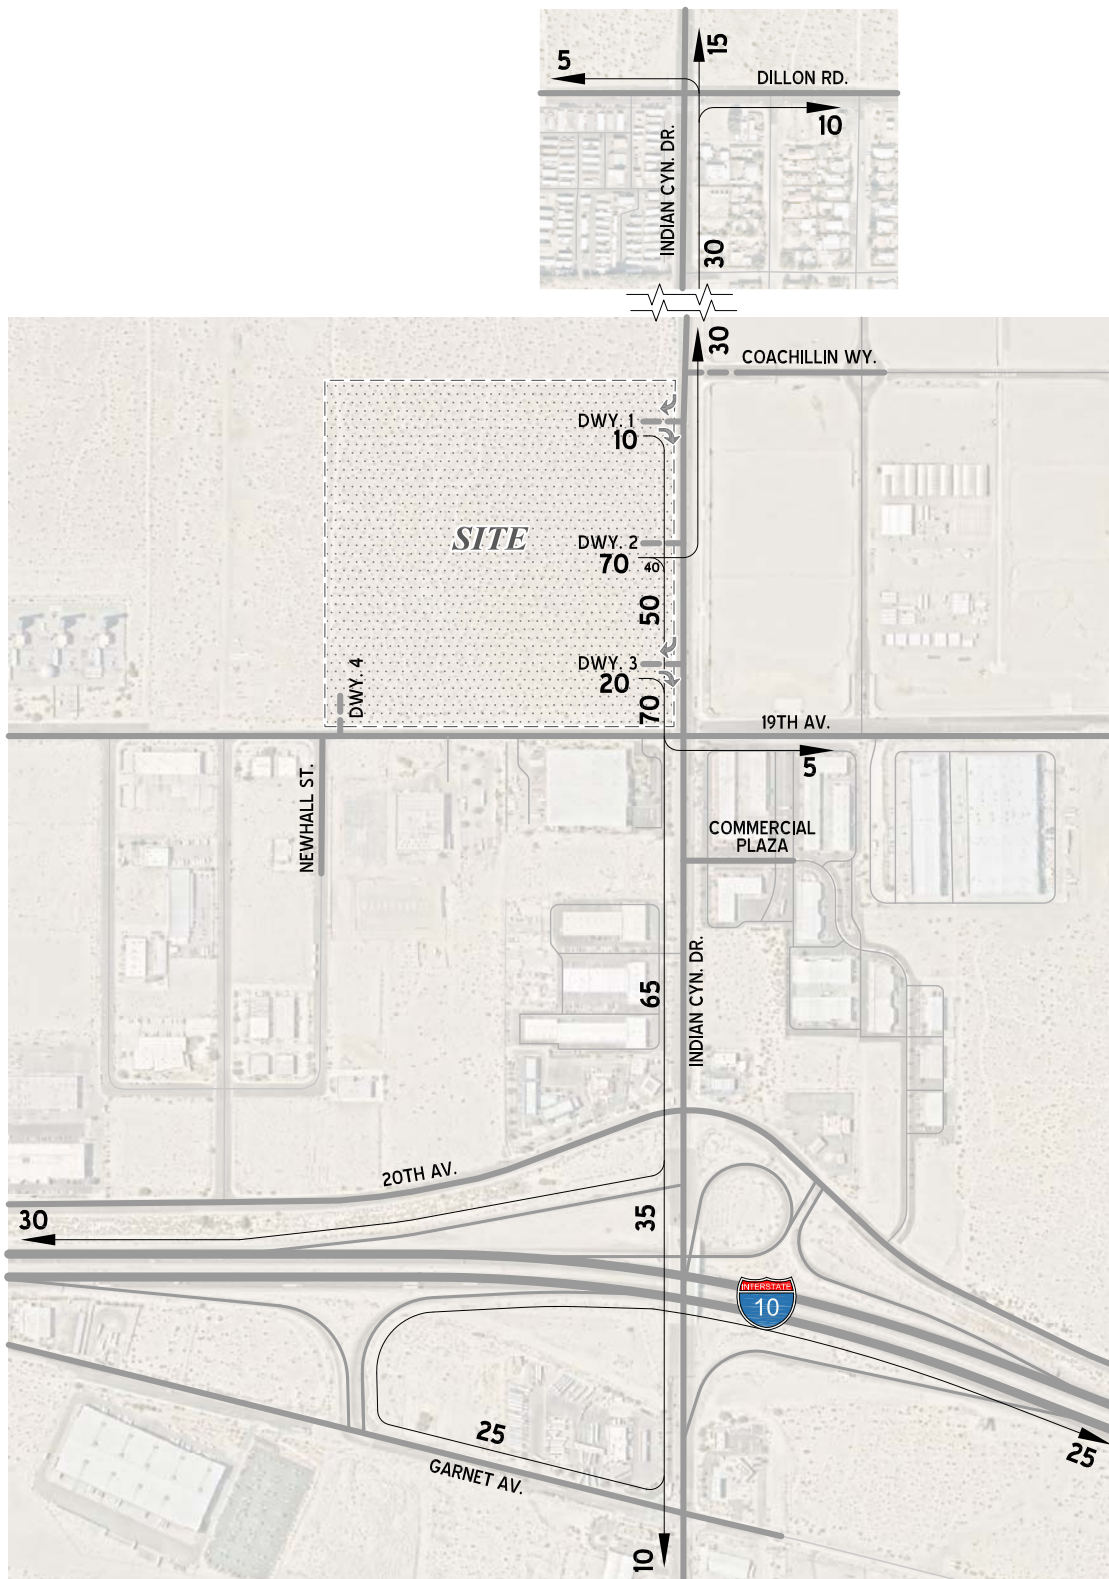 15
5
DILLON RD.
10
INDIAN CYN. DR.
30
30
COACHILLIN WY.
DWY. 1
10
SITE
DWY. 2
70
40
50
DWY. 3
20
DWY. 4
70
19TH AV.
5
NEWHALL ST.
COMMERCIAL
PLAZA
65
INDIAN CYN. DR.
20TH AV.
30
35
INTERSTATE
10
25
GARNET AV.
25
10